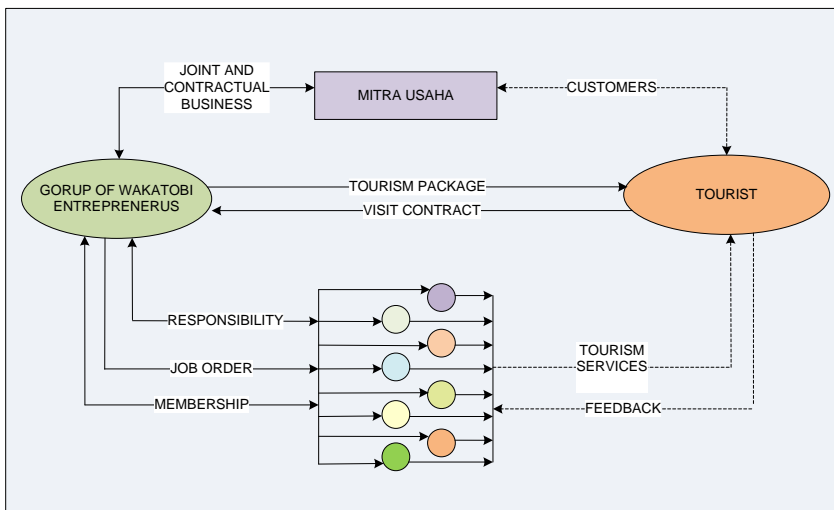 JOINT AND
CONTRACTUAL
BUSINESS
MITRA USAHA
CUSTOMERS
GORUP OF WAKATOBI
ENTREPRENERUS
TOURISM PACKAGE
TOURIST
VISIT CONTRACT
RESPONSIBILITY
JOB ORDER
MEMBERSHIP
TOURISM
SERVICES
FEEDBACK